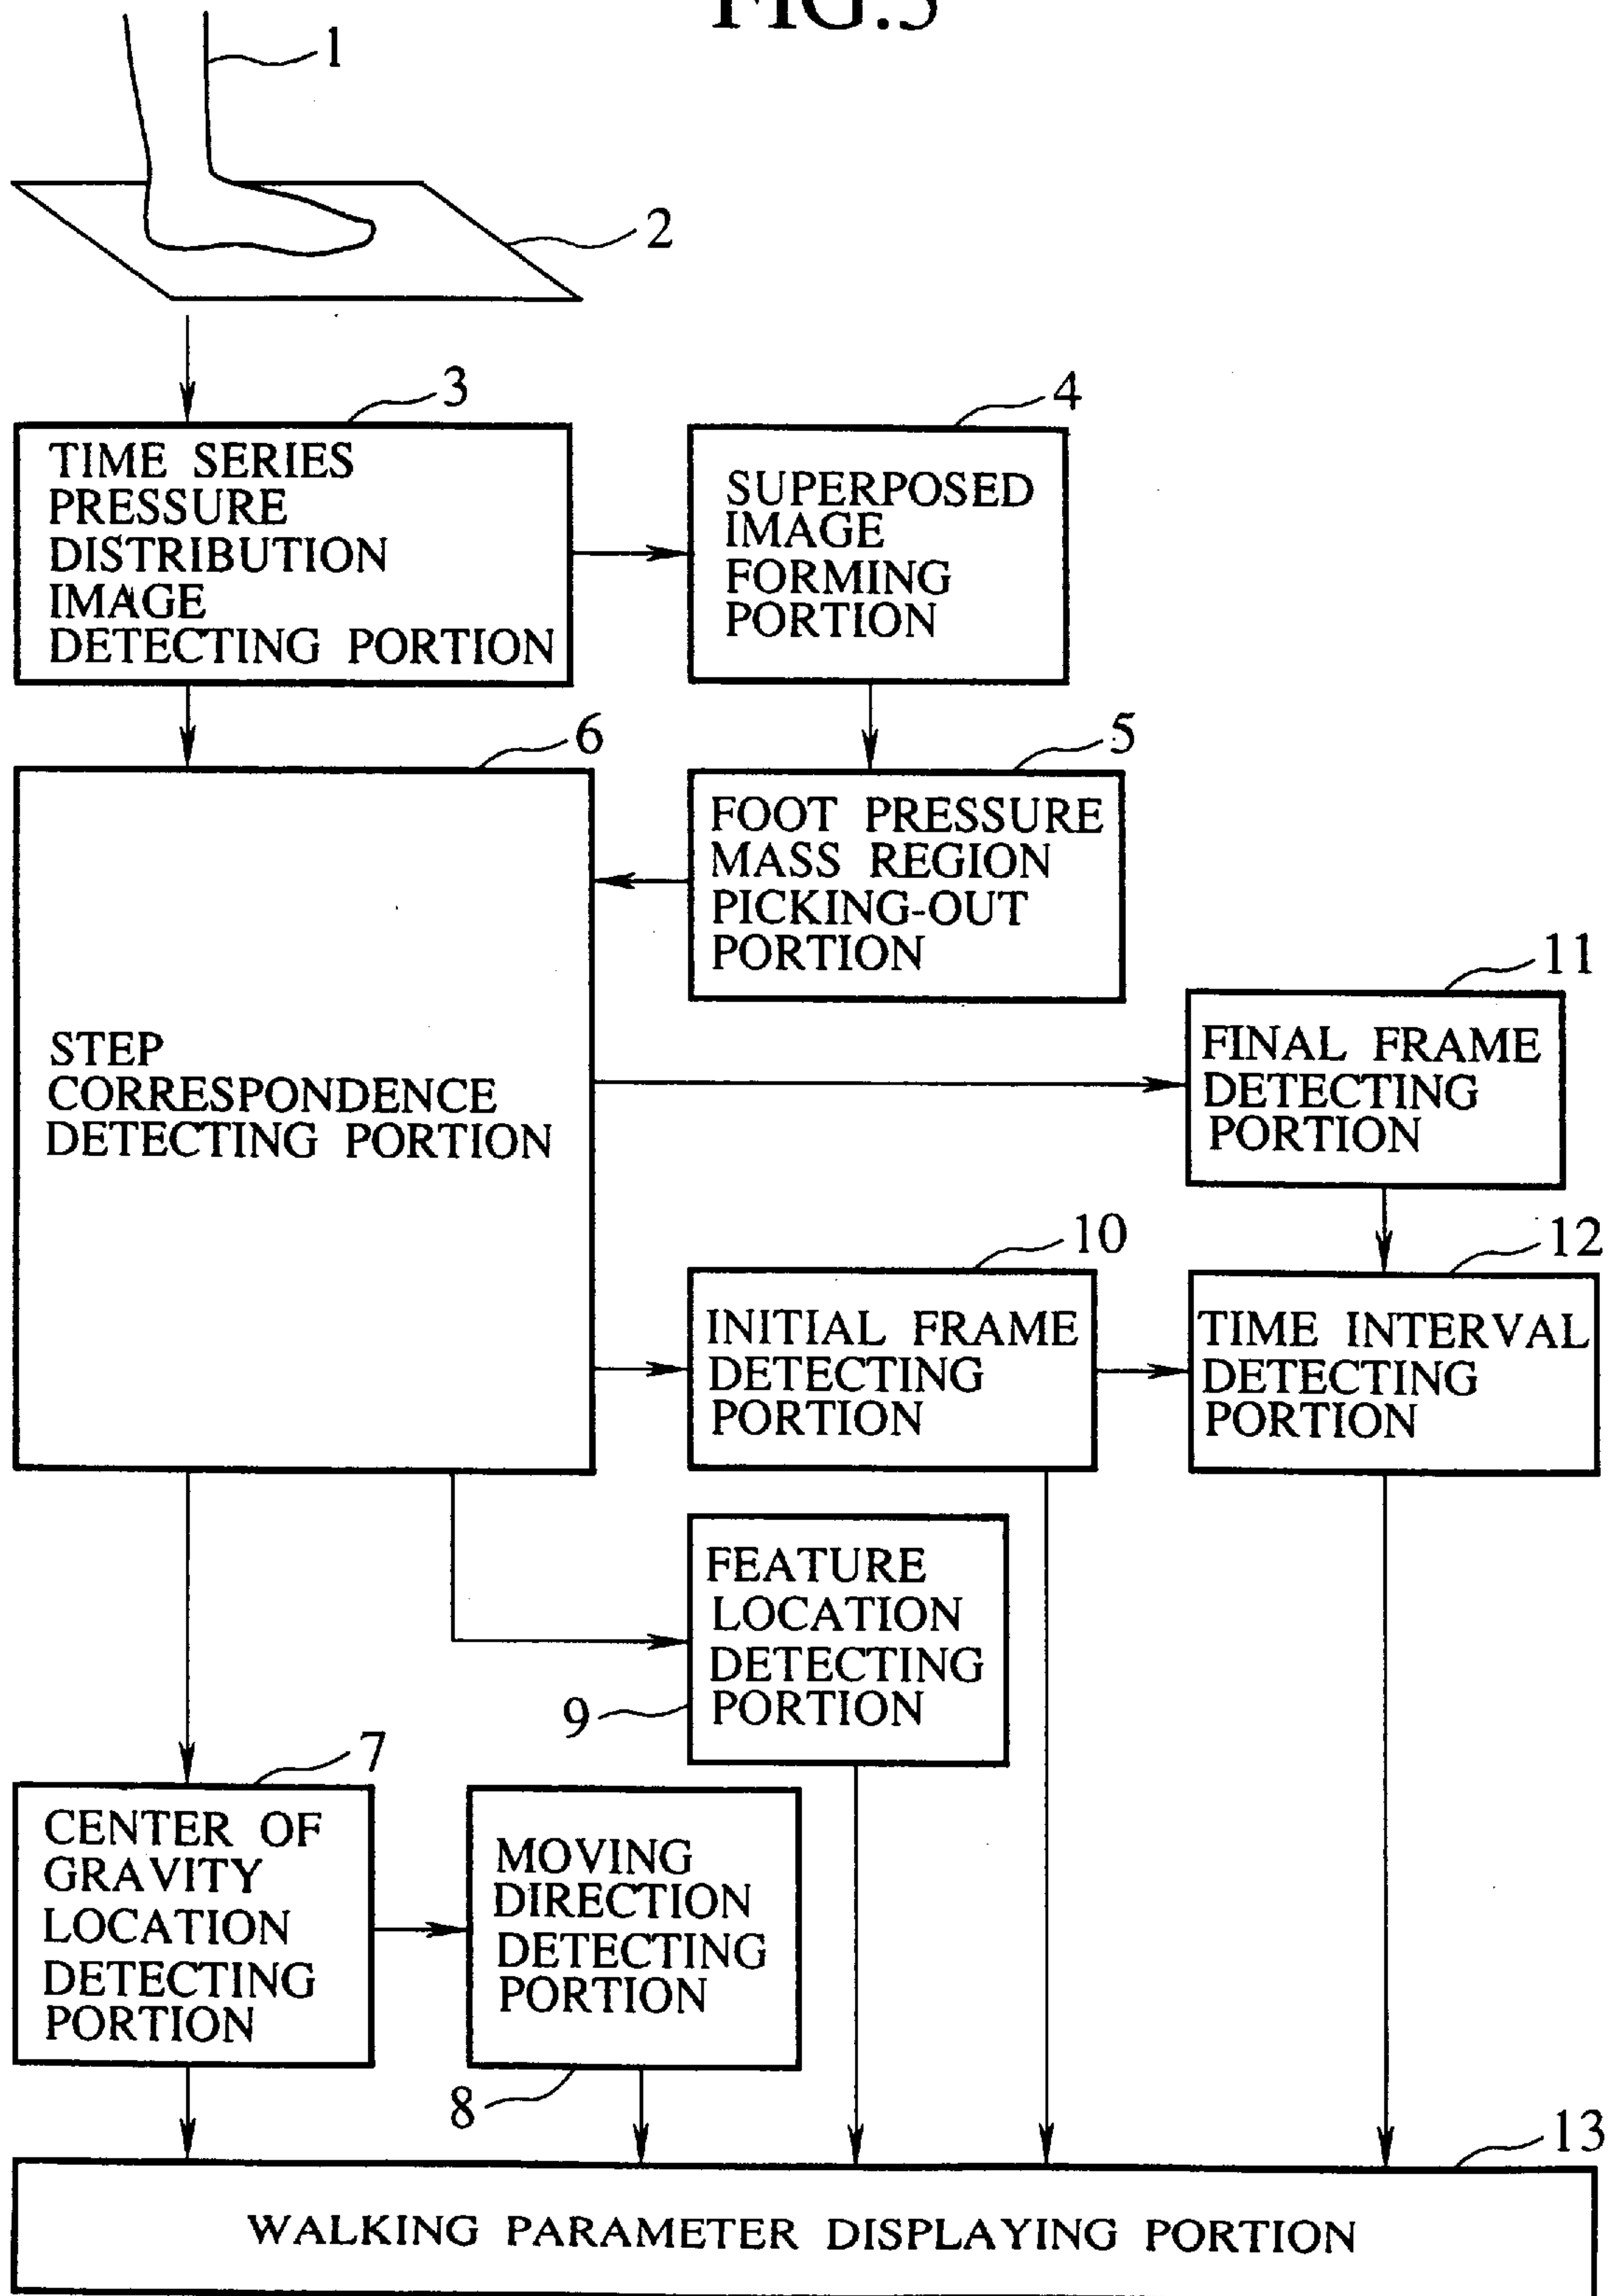 FIG.5
1
2
3
TIME SERIES
PRESSURE
DISTRIBUTION
IMAGE
DETECTING PORTION
4
SUPERPOSED
IMAGE
FORMING
PORTION
6
STEP
CORRESPONDENCE
DETECTING PORTION
5
FOOT PRESSURE
MASS REGION
PICKING-OUT
PORTION
11
FINAL FRAME
DETECTING
PORTION
10
INITIAL FRAME
DETECTING
PORTION
12
TIME INTERVAL
DETECTING
PORTION
FEATURE
LOCATION
DETECTING
PORTION
9
7
CENTER OF
GRAVITY
LOCATION
DETECTING
PORTION
MOVING
DIRECTION
DETECTING
PORTION
8
13
WALKING PARAMETER DISPLAYING PORTION